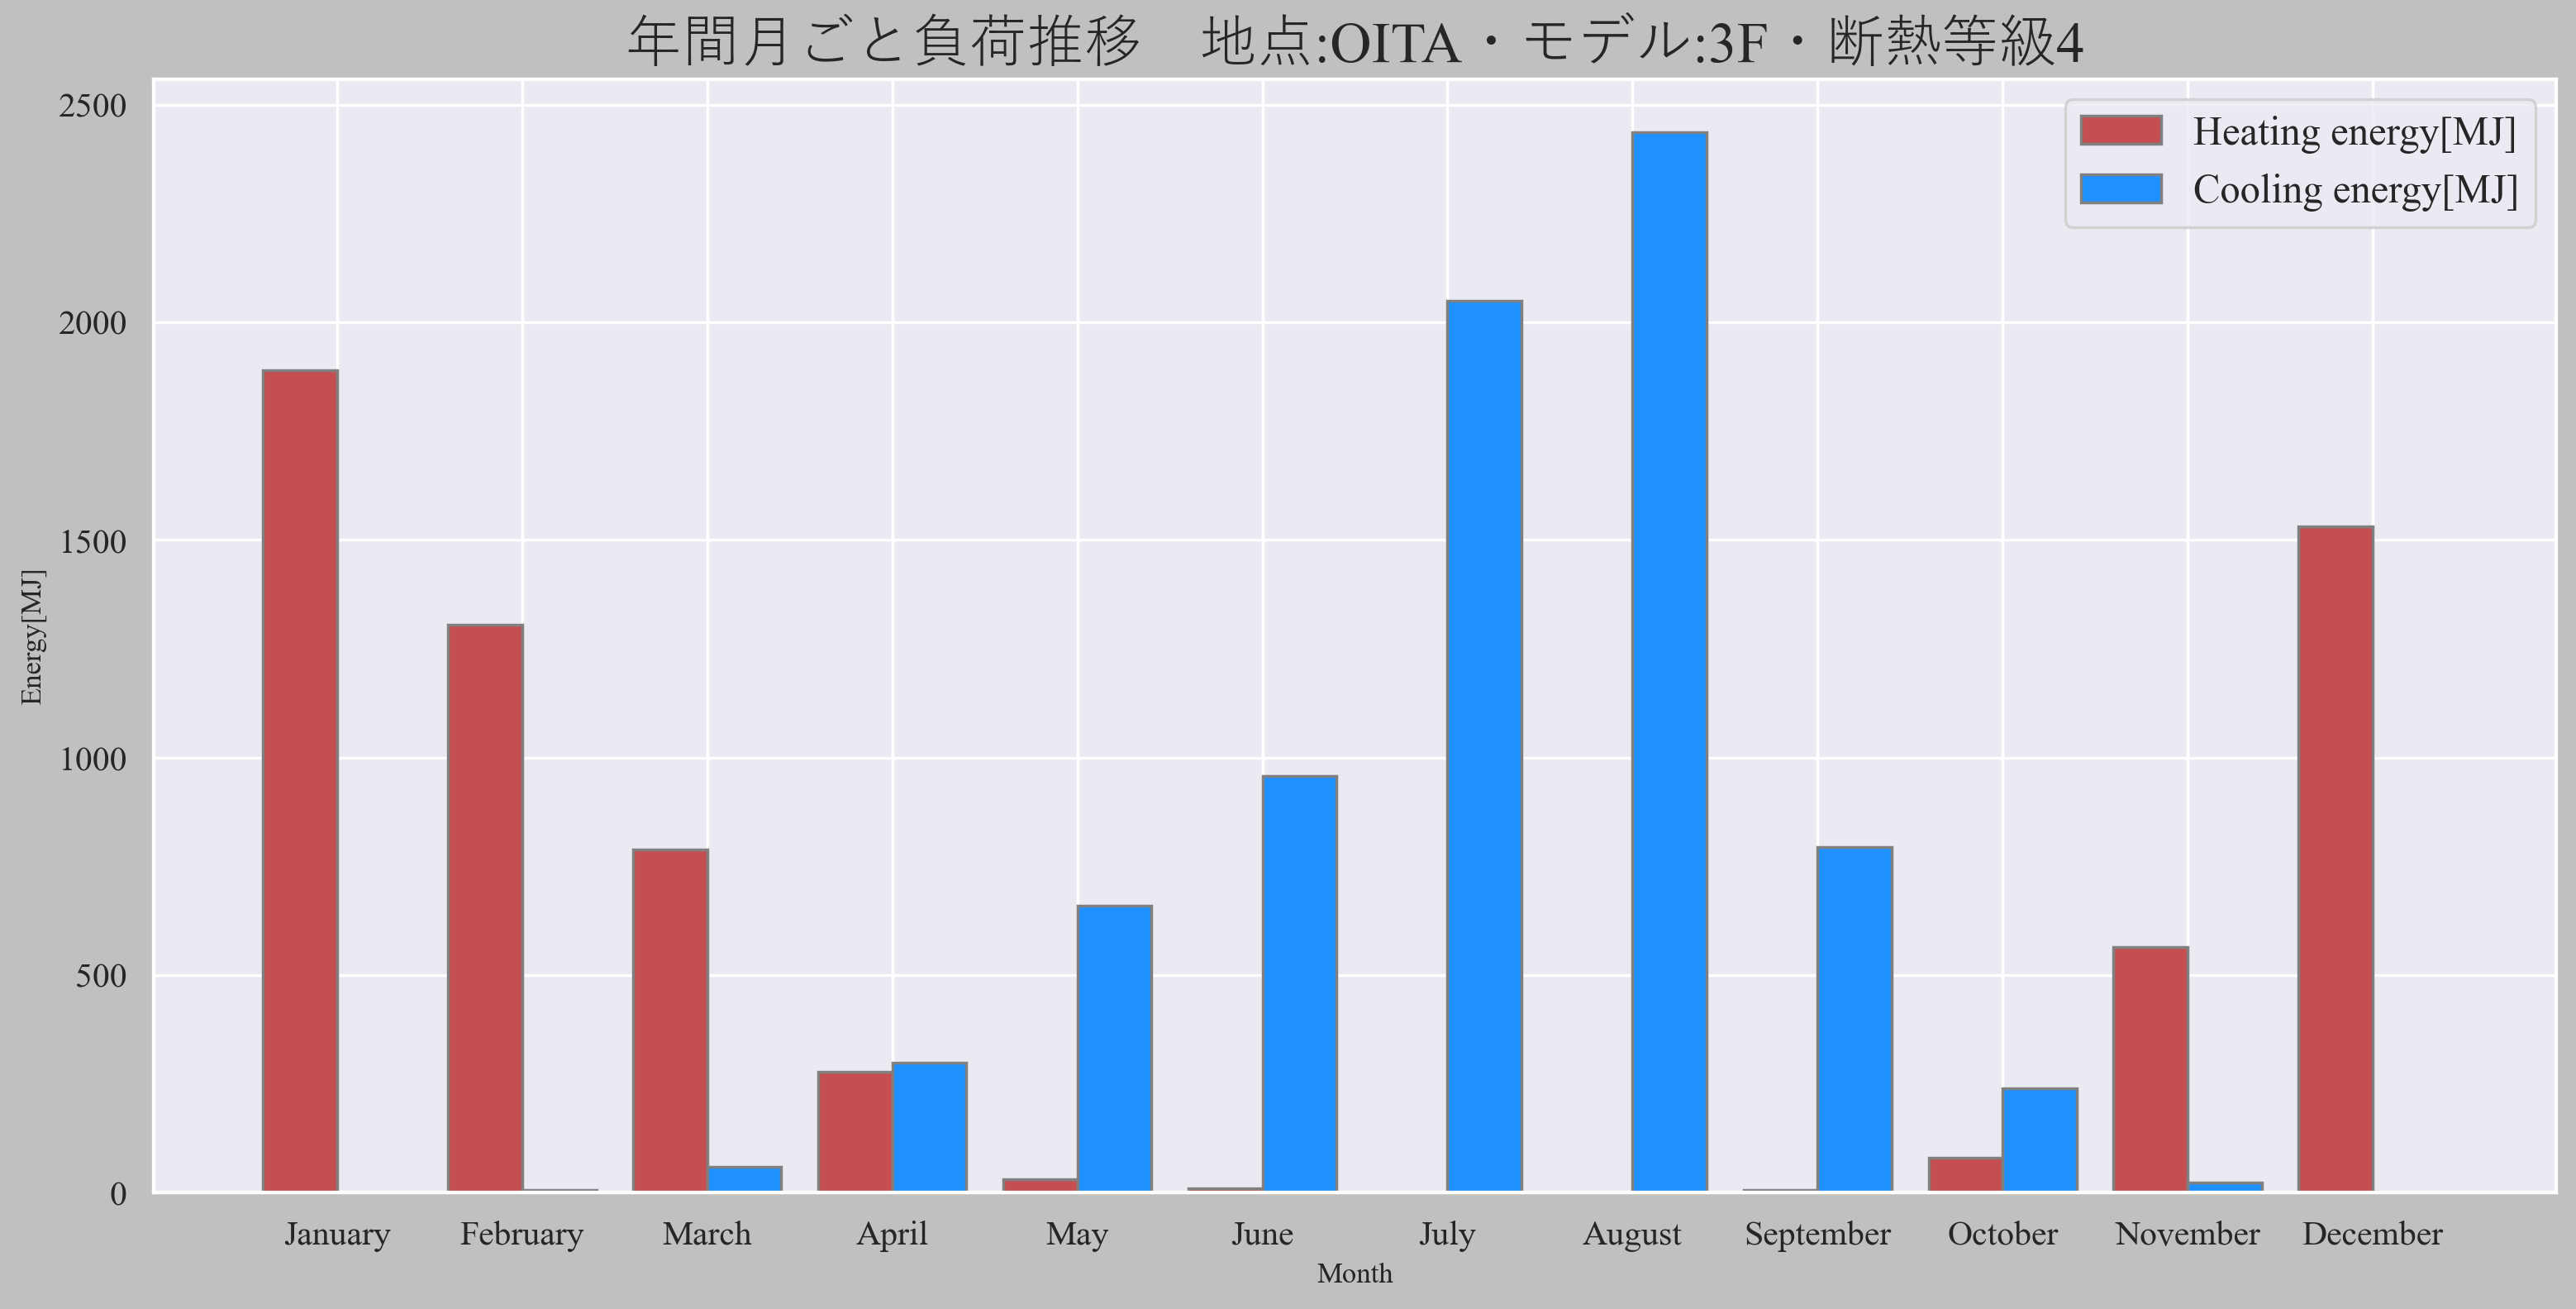 年間月ごと負荷推移　地点:OITA・モデル:3F・断熱等級4
Heating energy[MJ]
Cooling energy[MJ]
2500
2000
1500
1000
500
0
Energy[MJ]
January February March April May June July August September October November December
Month